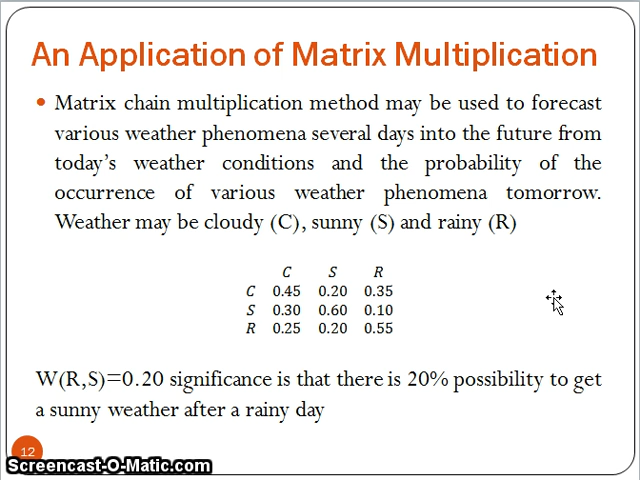 An Application of Matrix Multiplication
• Matrix chain multiplication method may be used to forecast
various weather phenomena several days into the future from
today's weather conditions and the probability of the
occurrence of various weather phenomena tomorrow.
Weather may be cloudy (C), sunny (S) and rainy (R)
C S R
C 0.45 0.20 0.35
S 0.30 0.60 0.10
R 0.25 0.20 0.55
W(R,S)=0.20 significance is that there is 20% possibility to get
a sunny weather after a rainy day
12
Screencast-O-Matic.com